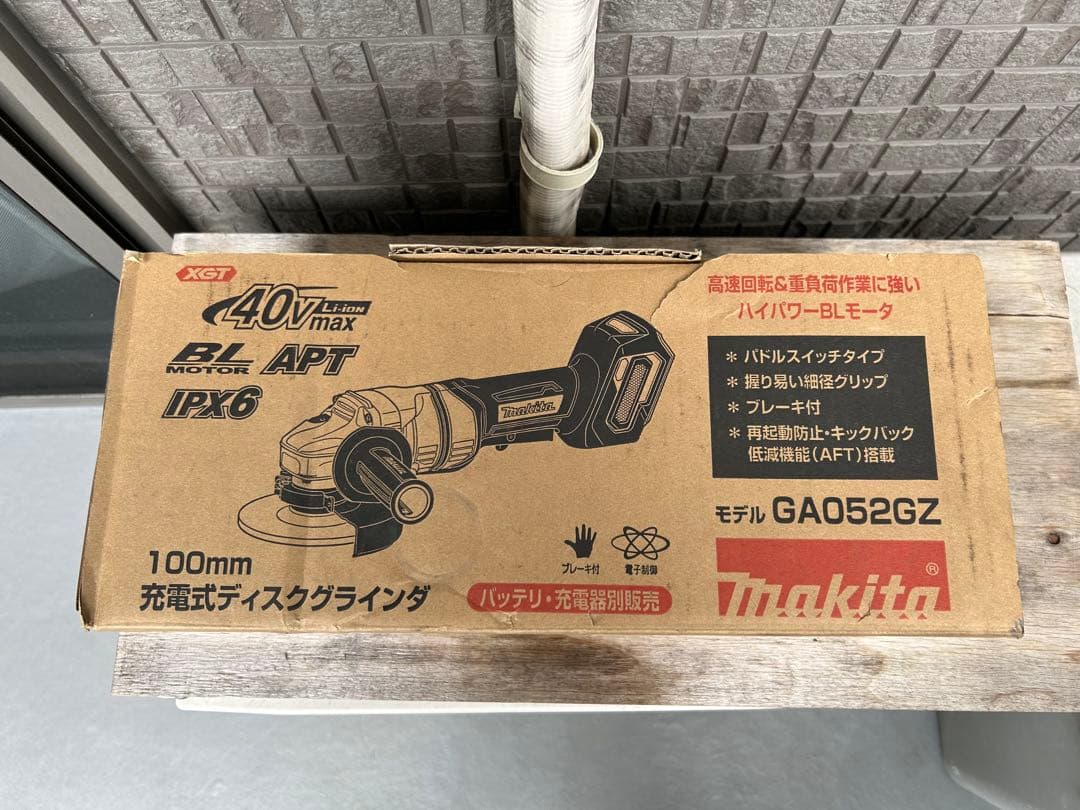 XGT
40Vmax Li-ion
BL MOTOR APT
IPX6
makita
100mm
充電式ディスクグラインダ
ブレーキ付
電子制御
バッテリ・充電器別販売
高速回転&重負荷作業に強い
ハイパワーBLモータ
* パドルスイッチタイプ
* 握り易い細径グリップ
* ブレーキ付
* 再起動防止・キックバック
低減機能(AFT)搭載
モデル GA052GZ
makita®